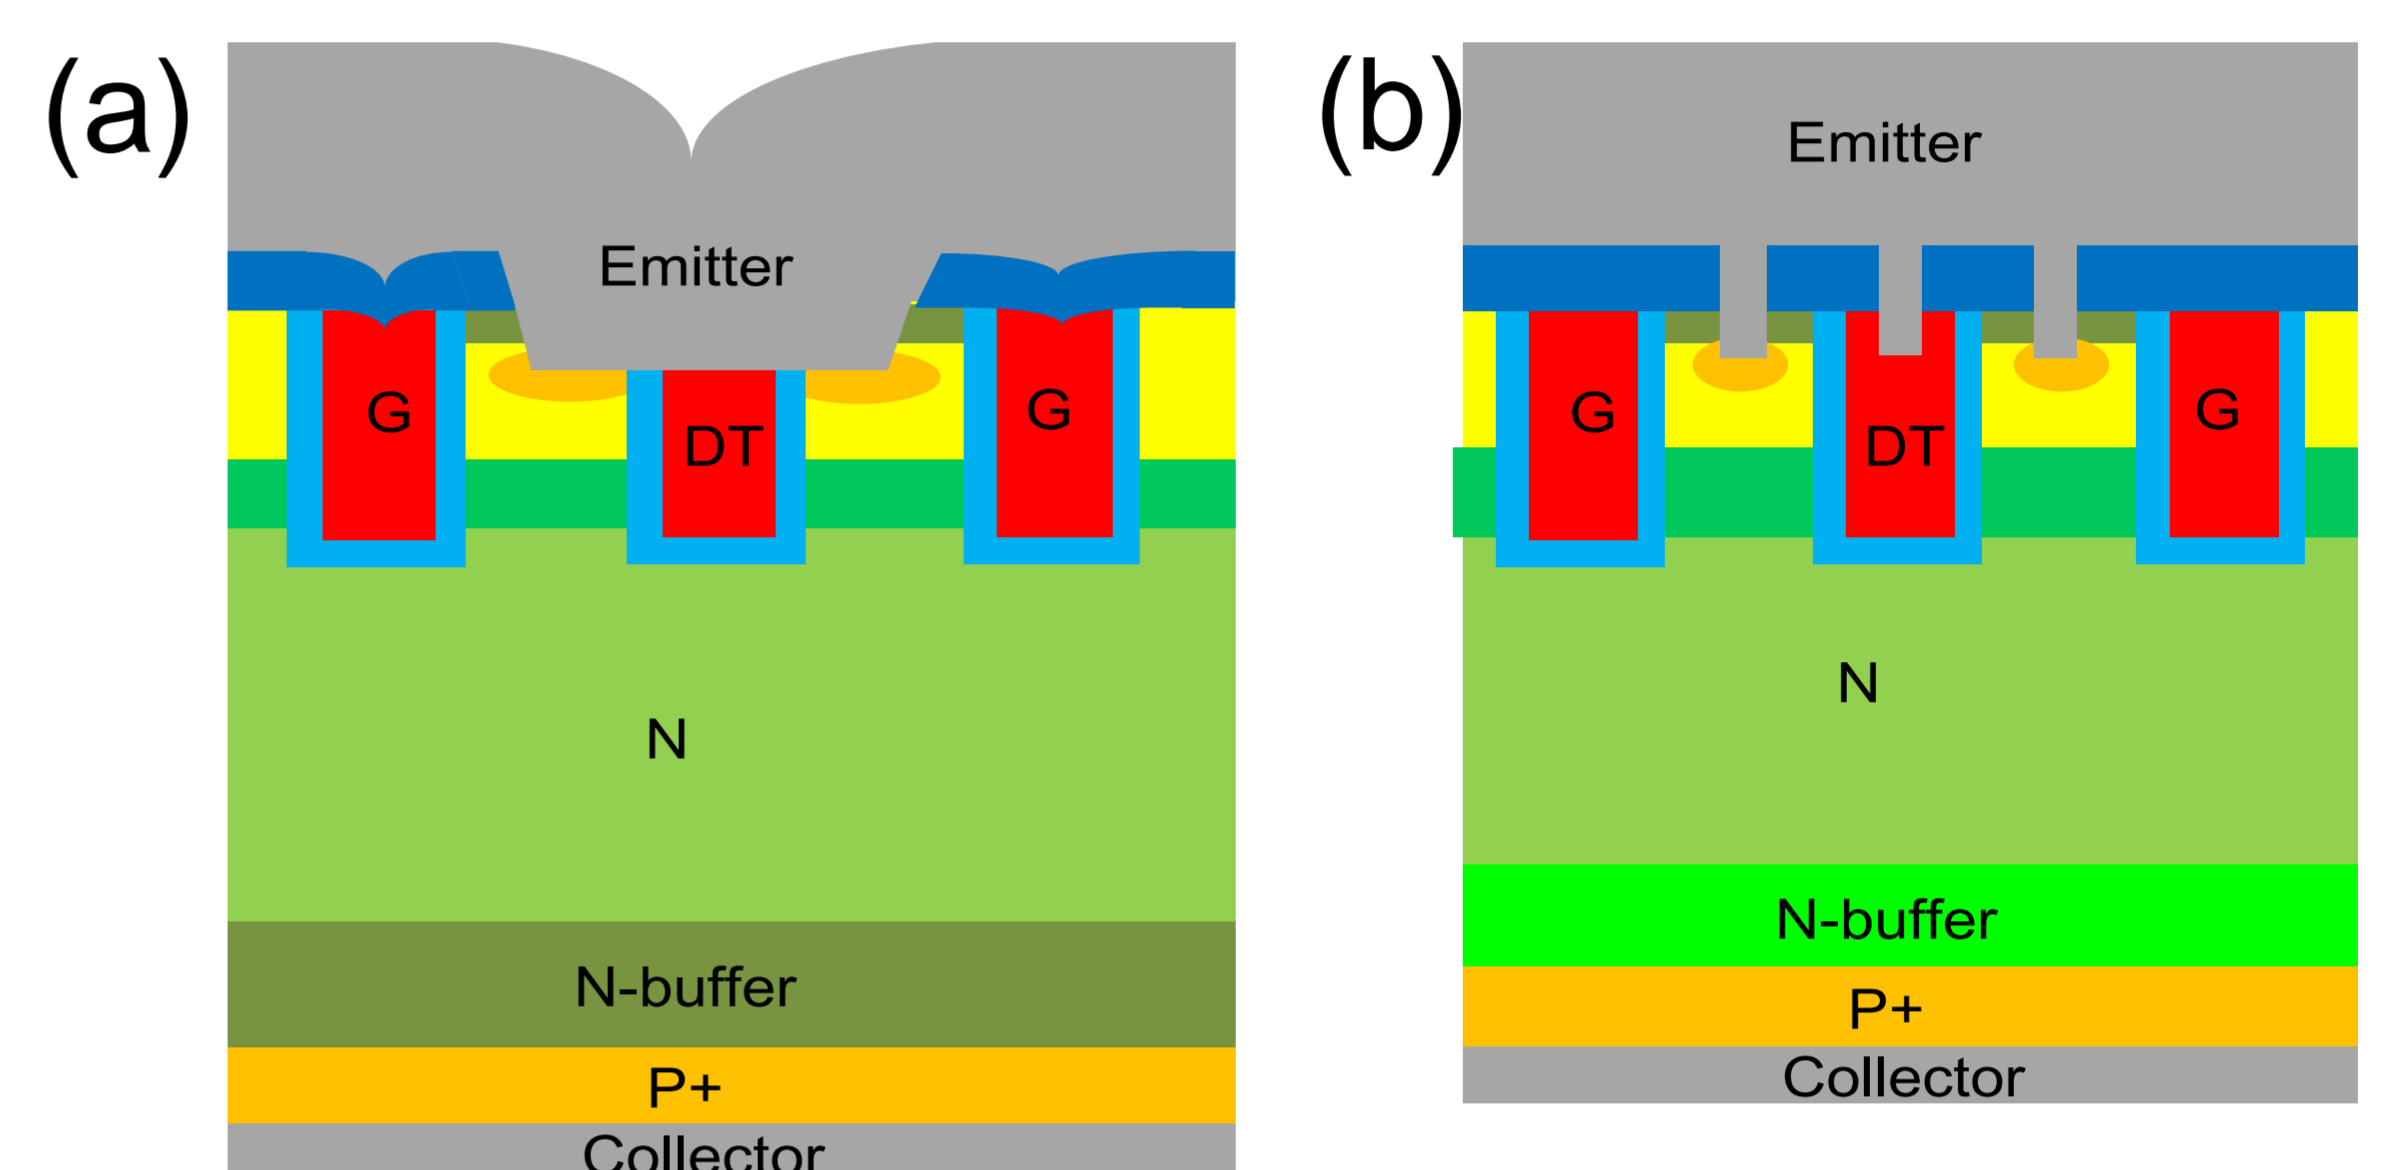 (a)
Emitter
G
DT
G
N
N-buffer
P+
Collector
(b)
Emitter
G
DT
G
N
N-buffer
P+
Collector